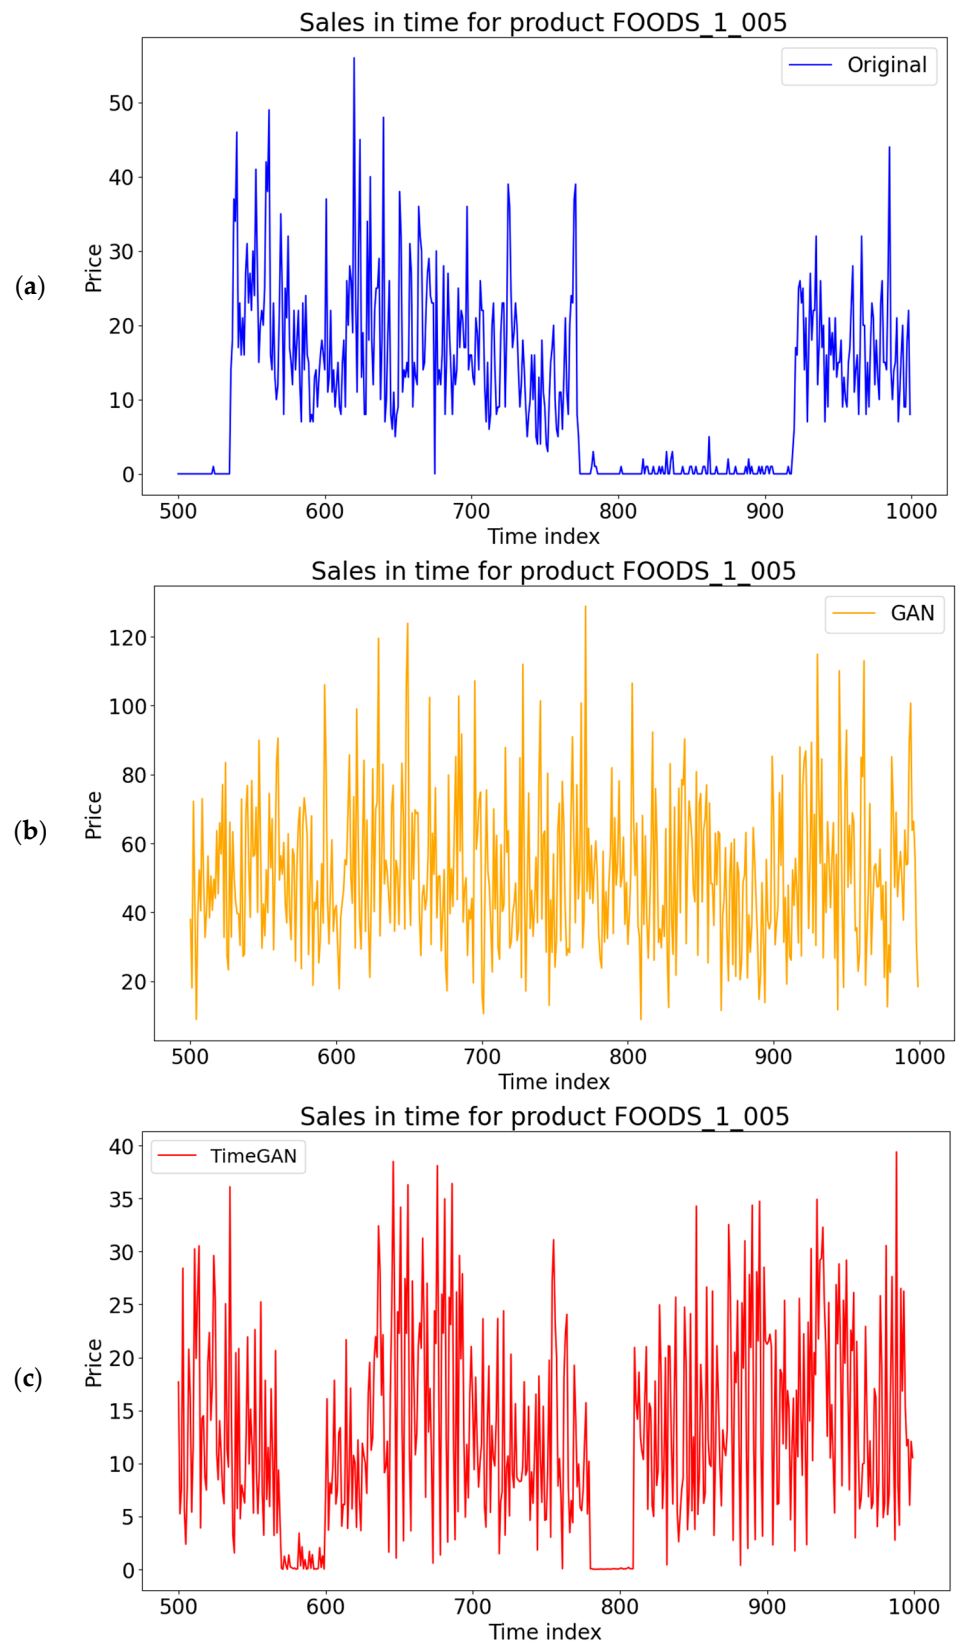 Sales in time for product FOODS_1_005
Original
50
40
30
20
10
0
Price
(a)
500 600 700 800 900 1000
Time index
Sales in time for product FOODS_1_005
GAN
120
100
80
60
40
20
Price
(b)
500 600 700 800 900 1000
Time index
Sales in time for product FOODS_1_005
TimeGAN
40
35
30
25
20
15
10
5
0
Price
(c)
500 600 700 800 900 1000
Time index